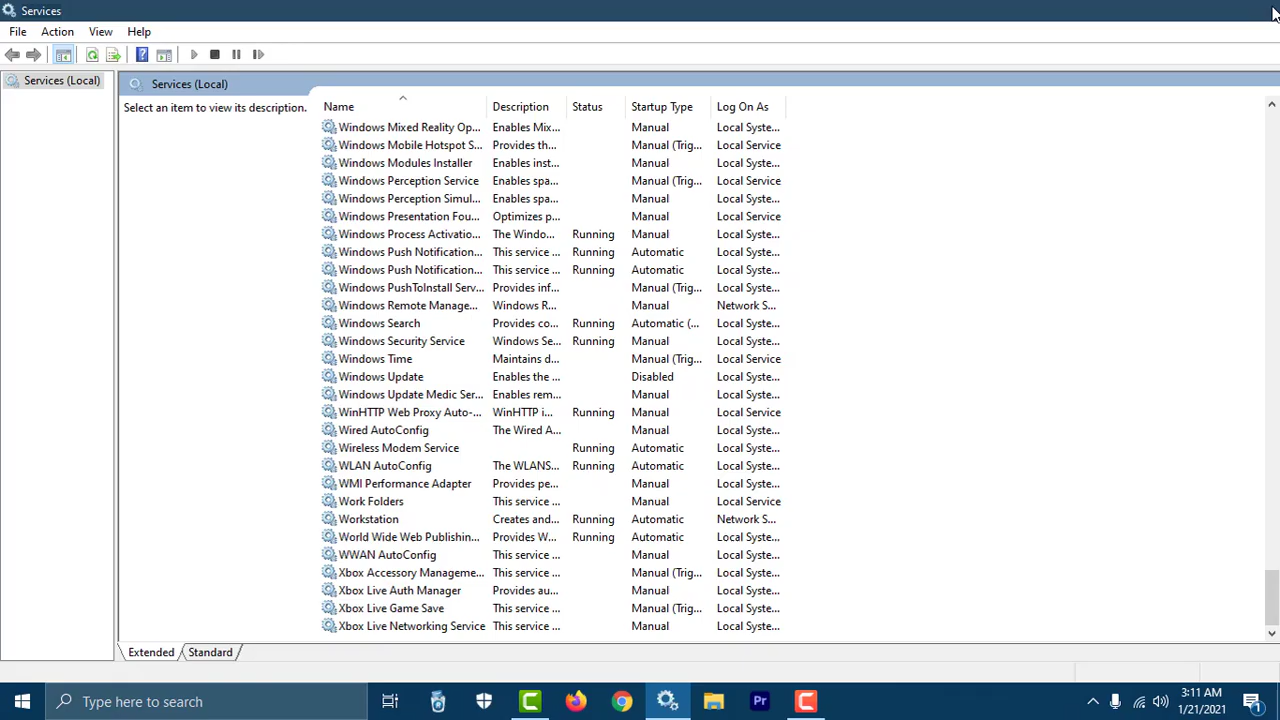 Services
File Action View Help
Services (Local)
Services (Local)
Select an item to view its description.
Name Description Status Startup Type Log On As
Windows Mixed Reality Op... Enables Mix... Manual Local Syste...
Windows Mobile Hotspot S... Provides th... Manual (Trig... Local Service
Windows Modules Installer Enables inst... Manual Local Syste...
Windows Perception Service Enables spa... Manual (Trig... Local Service
Windows Perception Simul... Enables spa... Manual Local Syste...
Windows Presentation Fou... Optimizes p... Manual Local Service
Windows Process Activatio... The Windo... Running Manual Local Syste...
Windows Push Notification... This service ... Running Automatic Local Syste...
Windows Push Notification... This service ... Running Automatic Local Syste...
Windows PushToInstall Serv... Provides inf... Manual (Trig... Local Syste...
Windows Remote Manage... Windows R... Manual Network S...
Windows Search Provides co... Running Automatic (... Local Syste...
Windows Security Service Windows Se... Running Manual Local Syste...
Windows Time Maintains d... Manual (Trig... Local Service
Windows Update Enables the ... Disabled Local Syste...
Windows Update Medic Ser... Enables rem... Manual Local Syste...
WinHTTP Web Proxy Auto-... WinHTTP i... Running Manual Local Service
Wired AutoConfig The Wired A... Manual Local Syste...
Wireless Modem Service Running Automatic Local Syste...
WLAN AutoConfig The WLANS... Running Automatic Local Syste...
WMI Performance Adapter Provides pe... Manual Local Syste...
Work Folders This service ... Manual Local Service
Workstation Creates and... Running Automatic Network S...
World Wide Web Publishin... Provides W... Running Automatic Local Syste...
WWAN AutoConfig This service ... Manual Local Syste...
Xbox Accessory Manageme... This service ... Manual (Trig... Local Syste...
Xbox Live Auth Manager Provides au... Manual Local Syste...
Xbox Live Game Save This service ... Manual (Trig... Local Syste...
Xbox Live Networking Service This service ... Manual Local Syste...
Extended Standard
Type here to search
Pr
3:11 AM
1/21/2021
1